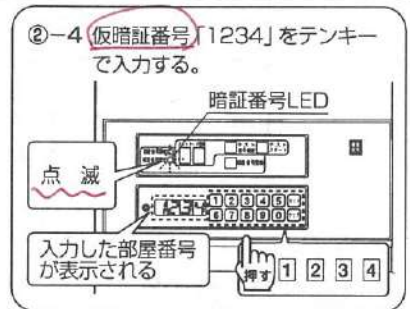 ②-4 仮暗証番号「1234」をテンキー
で入力する。
暗証番号LED
点滅
1234
1 2 3 4 5
6 7 8 9 0
入力した部屋番号
が表示される
押す
1 2 3 4